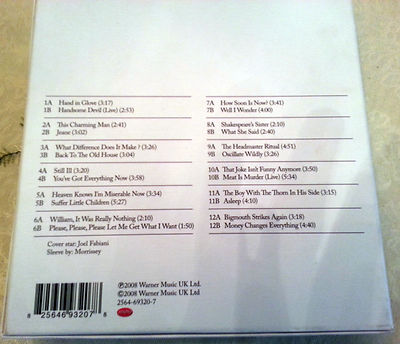 1A Hand in Glove (3:17)
1B Handsome Devil (Live) (2:53)
2A This Charming Man (2:41)
2B Jeane (3:02)
3A What Difference Does it Make ? (3:26)
3B Back To The Old House (3:04)
4A Still Ill (3:20)
4B You've Got Everything Now (3:58)
5A Heaven Knows I'm Miserable Now (3:34)
5B Suffer Little Children (5:27)
6A William, It Was Really Nothing (2:10)
6B Please, Please, Please Let Me Get What I Want (1:50)
Cover star: Joel Fabiani
Sleeve by: Morrissey
7A How Soon Is Now? (3:41)
7B Well I Wonder (4:00)
8A Shakespeare's Sister (2:10)
8B What She Said (2:40)
9A The Headmaster Ritual (4:51)
9B Oscillate Wildly (3:26)
10A That Joke Isn't Funny Anymore (3:50)
10B Meat Is Murder (Live) (5:34)
11A The Boy With The Thorn In His Side (3:15)
11B Asleep (4:10)
12A Bigmouth Strikes Again (3:18)
12B Money Changes Everything (4:40)
℗2008 Warner Music UK Ltd.
©2008 Warner Music UK Ltd.
2564-69320-7
8 25646 93207 8